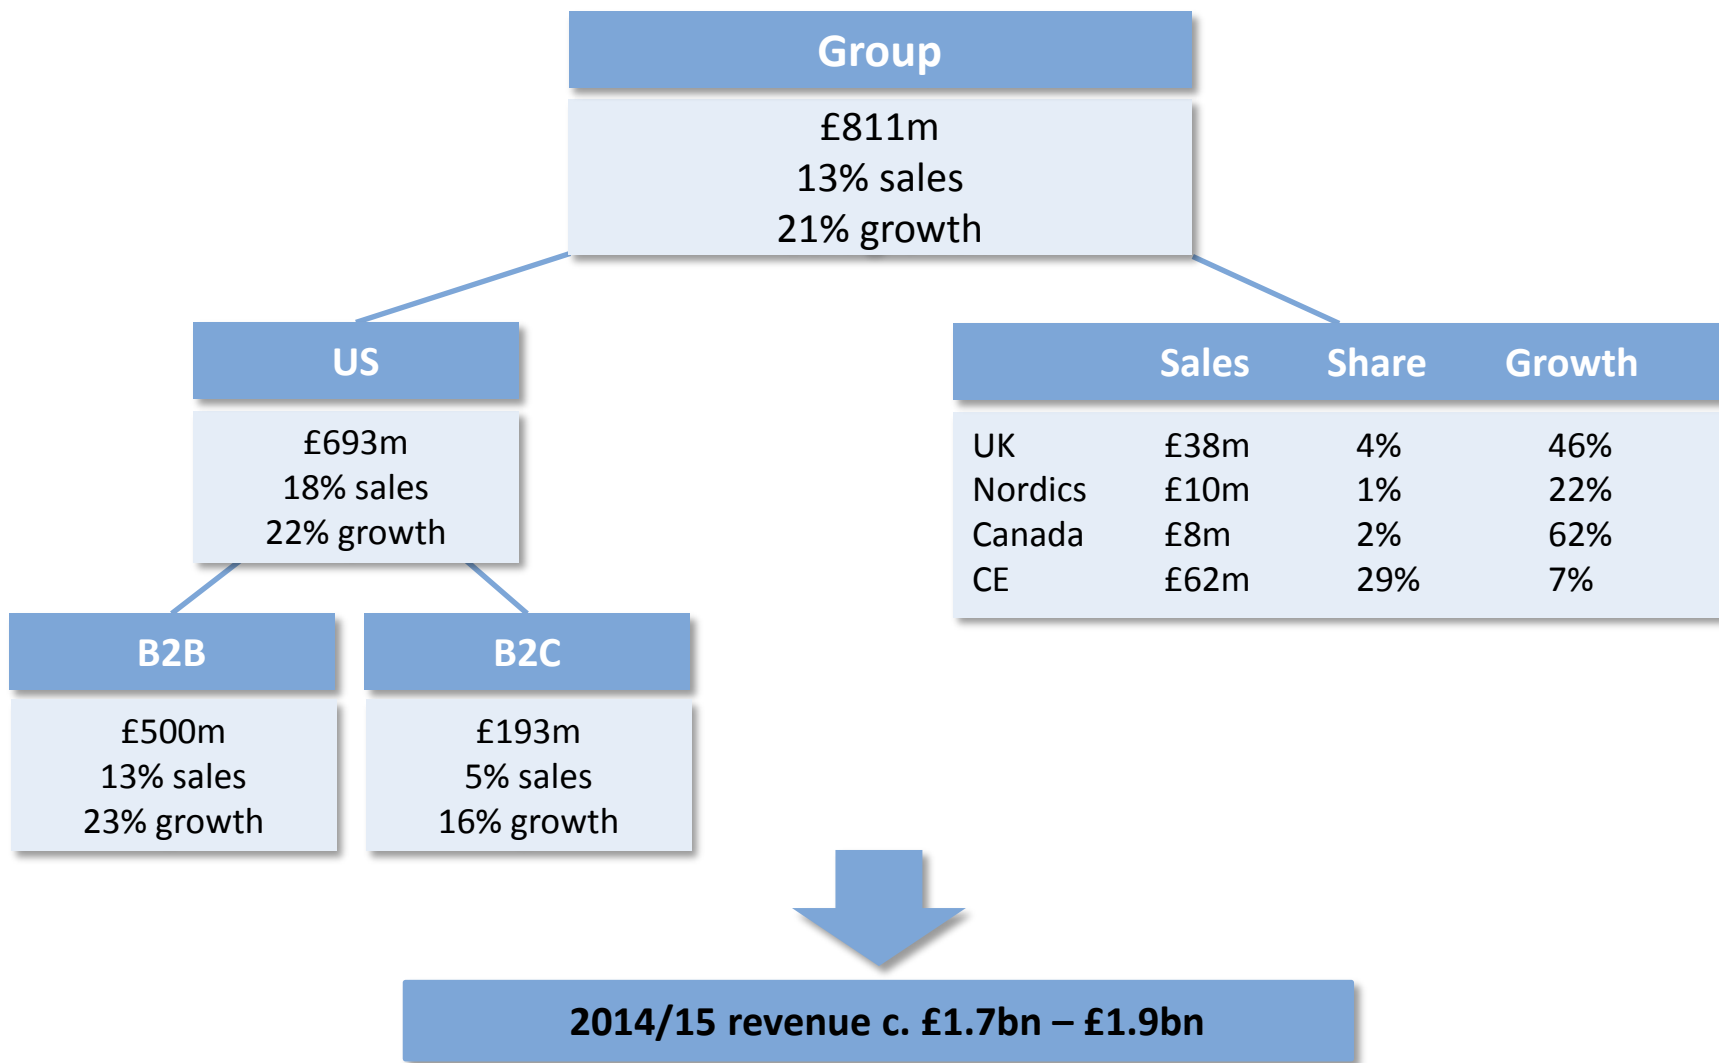 Group
£811m
13% sales
21% growth
US
£693m
18% sales
22% growth
Sales Share Growth
UK £38m 4% 46%
Nordics £10m 1% 22%
Canada £8m 2% 62%
CE £62m 29% 7%
B2B
£500m
13% sales
23% growth
B2C
£193m
5% sales
16% growth
2014/15 revenue c. £1.7bn – £1.9bn